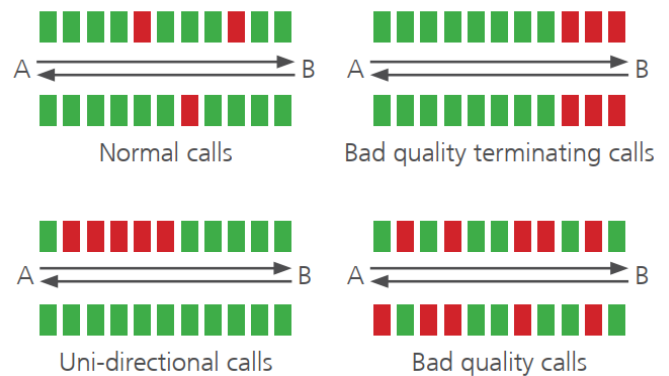 A B
Normal calls
A B
Bad quality terminating calls
A B
Uni-directional calls
A B
Bad quality calls